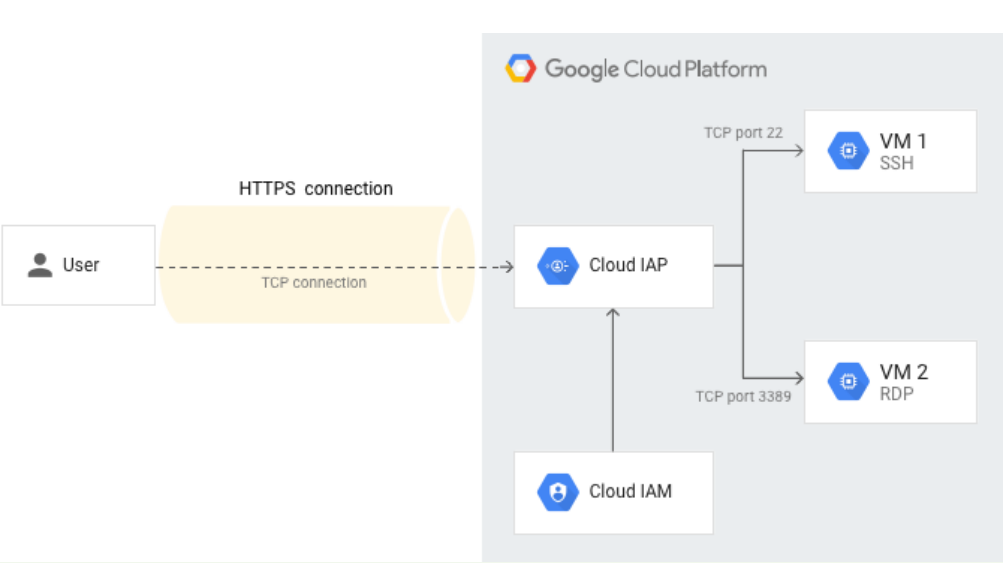 Google Cloud Platform
TCP port 22
VM 1
SSH
HTTPS connection
User
TCP connection
Cloud IAP
VM 2
RDP
TCP port 3389
Cloud IAM